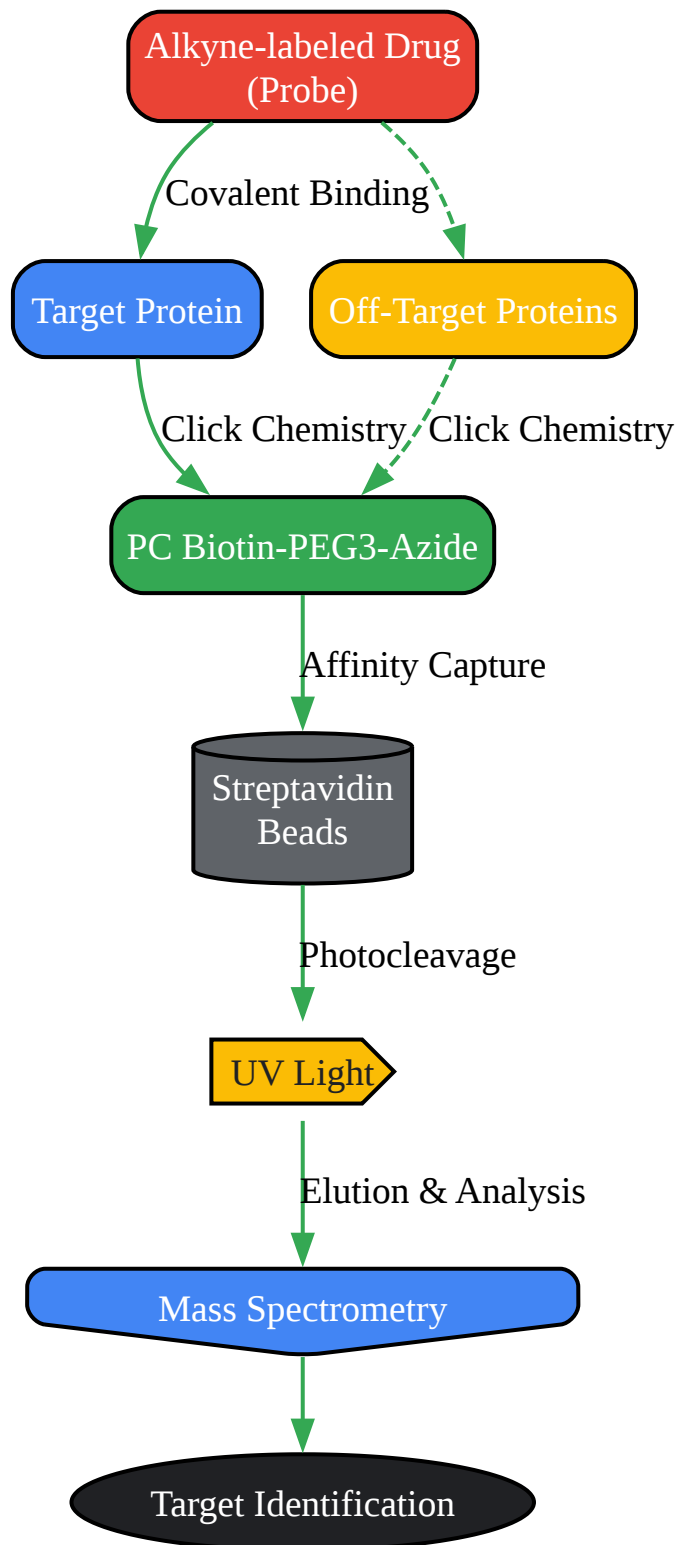 Alkyne-labeled Drug
(Probe)
Covalent Binding
Target Protein
Off-Target Proteins
Click Chemistry
Click Chemistry
PC Biotin-PEG3-Azide
Affinity Capture
Streptavidin
Beads
Photocleavage
UV Light
Elution & Analysis
Mass Spectrometry
Target Identification